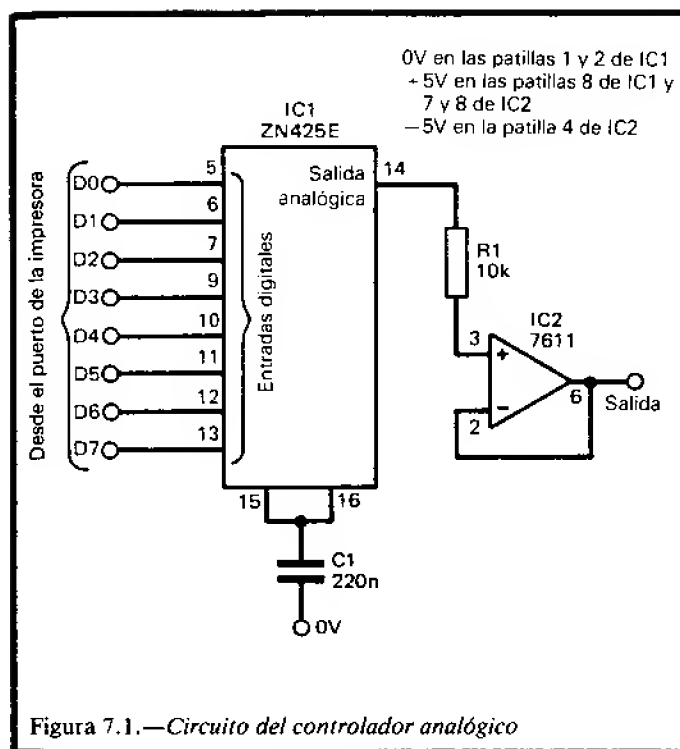 0V en las patillas 1 y 2 de IC1
+5V en las patillas 8 de IC1 y
7 y 8 de IC2
−5V en la patilla 4 de IC2
IC1
ZN425E
Desde el puerto de la impresora
D0
D1
D2
D3
D4
D5
D6
D7
5
6
7
9
10
11
12
13
Entradas digitales
Salida
analógica
14
R1
10k
IC2
7611
3
+
−
2
6
Salida
15
16
C1
220n
0V
Figura 7.1.—Circuito del controlador analógico